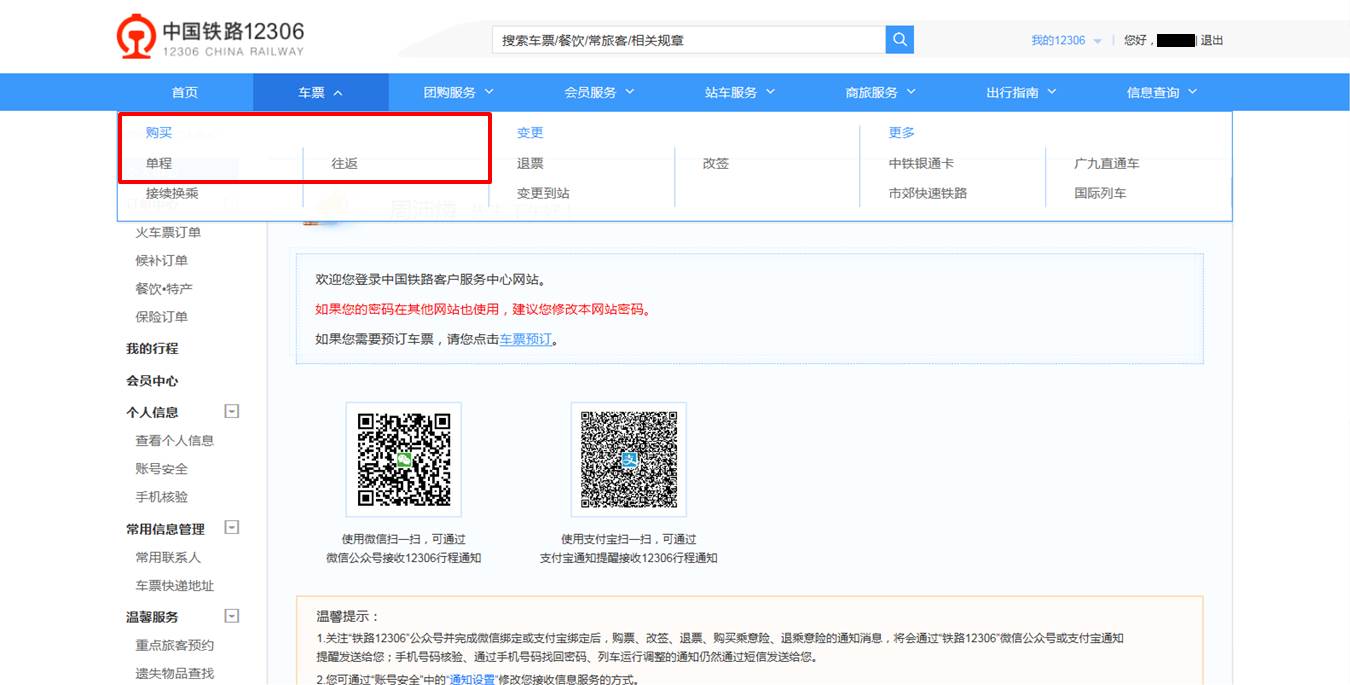 中国铁路12306
12306 CHINA RAILWAY
搜索车票/餐饮/常旅客/相关规章
我的12306 | 您好， | 退出
首页 车票 团购服务 会员服务 站车服务 商旅服务 出行指南 信息查询
购买 变更 更多
单程 往返 退票 改签 中铁银通卡 广九直通车
接续换乘 变更到站 市郊快速铁路 国际列车
火车票订单
候补订单
餐饮•特产
保险订单
我的行程
会员中心
个人信息
查看个人信息
账号安全
手机核验
常用信息管理
常用联系人
车票快递地址
温馨服务
重点旅客预约
遗失物品查找
欢迎您登录中国铁路客户服务中心网站。
如果您的密码在其他网站也使用，建议您修改本网站密码。
如果您需要预订车票，请您点击车票预订。
使用微信扫一扫，可通过
微信公众号接收12306行程通知
使用支付宝扫一扫，可通过
支付宝通知提醒接收12306行程通知
温馨提示：
1.关注“铁路12306”公众号并完成微信绑定或支付宝绑定后，购票、改签、退票、购买乘意险、退乘意险的通知消息，将会通过“铁路12306”微信公众号或支付宝通知
提醒发送给您；手机号码核验、通过手机号码找回密码、列车运行调整的通知仍然通过短信发送给您。
2.您可通过“账号安全”中的“通知设置”修改您接收信息服务的方式。